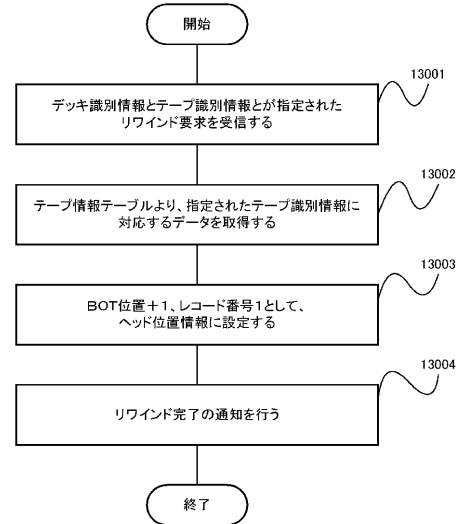 開始
13001
デッキ識別情報とテープ識別情報とが指定された
リワインド要求を受信する
13002
テープ情報テーブルより、指定されたテープ識別情報に
対応するデータを取得する
13003
ＢＯＴ位置＋１、レコード番号１として、
ヘッド位置情報に設定する
13004
リワインド完了の通知を行う
終了